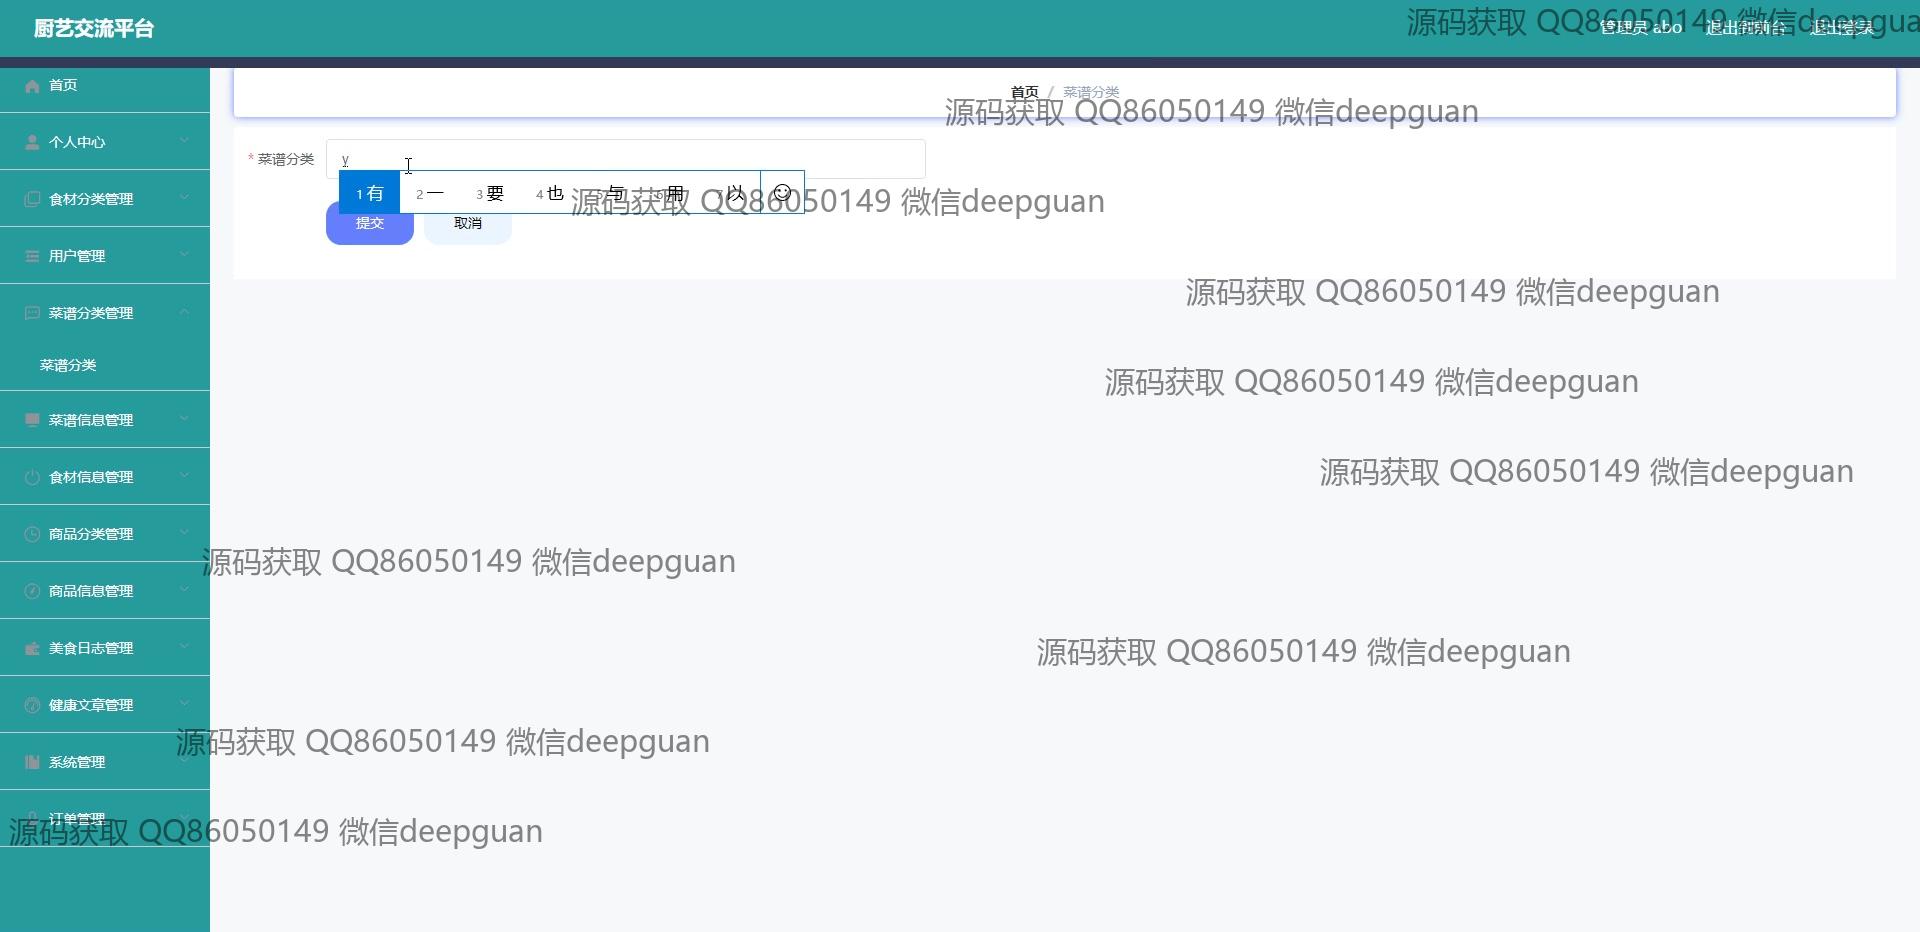 厨艺交流平台
管理员 abo 退出到前台 退出登录
源码获取 QQ86050149 微信deepgua
首页
首页 / 菜谱分类
源码获取 QQ86050149 微信deepguan
个人中心
* 菜谱分类 y
1 有 2 一 3 要 4 也 5 与 6 用 7 以
食材分类管理
源码获取 QQ86050149 微信deepguan
提交 取消
用户管理
源码获取 QQ86050149 微信deepguan
菜谱分类管理
菜谱分类
源码获取 QQ86050149 微信deepguan
菜谱信息管理
食材信息管理
源码获取 QQ86050149 微信deepguan
商品分类管理
源码获取 QQ86050149 微信deepguan
商品信息管理
美食日志管理
源码获取 QQ86050149 微信deepguan
健康文章管理
源码获取 QQ86050149 微信deepguan
系统管理
订单管理
源码获取 QQ86050149 微信deepguan